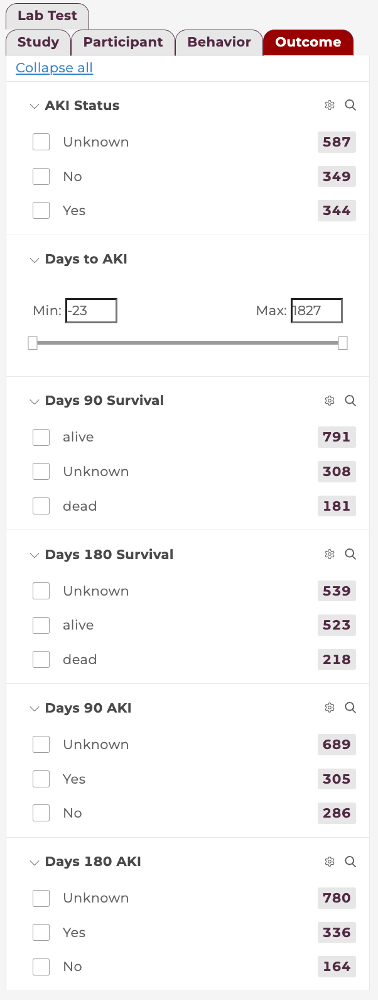 Lab Test
Study Participant Behavior Outcome
Collapse all
AKI Status
Unknown 587
No 349
Yes 344
Days to AKI
Min: -23 Max: 1827
Days 90 Survival
alive 791
Unknown 308
dead 181
Days 180 Survival
Unknown 539
alive 523
dead 218
Days 90 AKI
Unknown 689
Yes 305
No 286
Days 180 AKI
Unknown 780
Yes 336
No 164